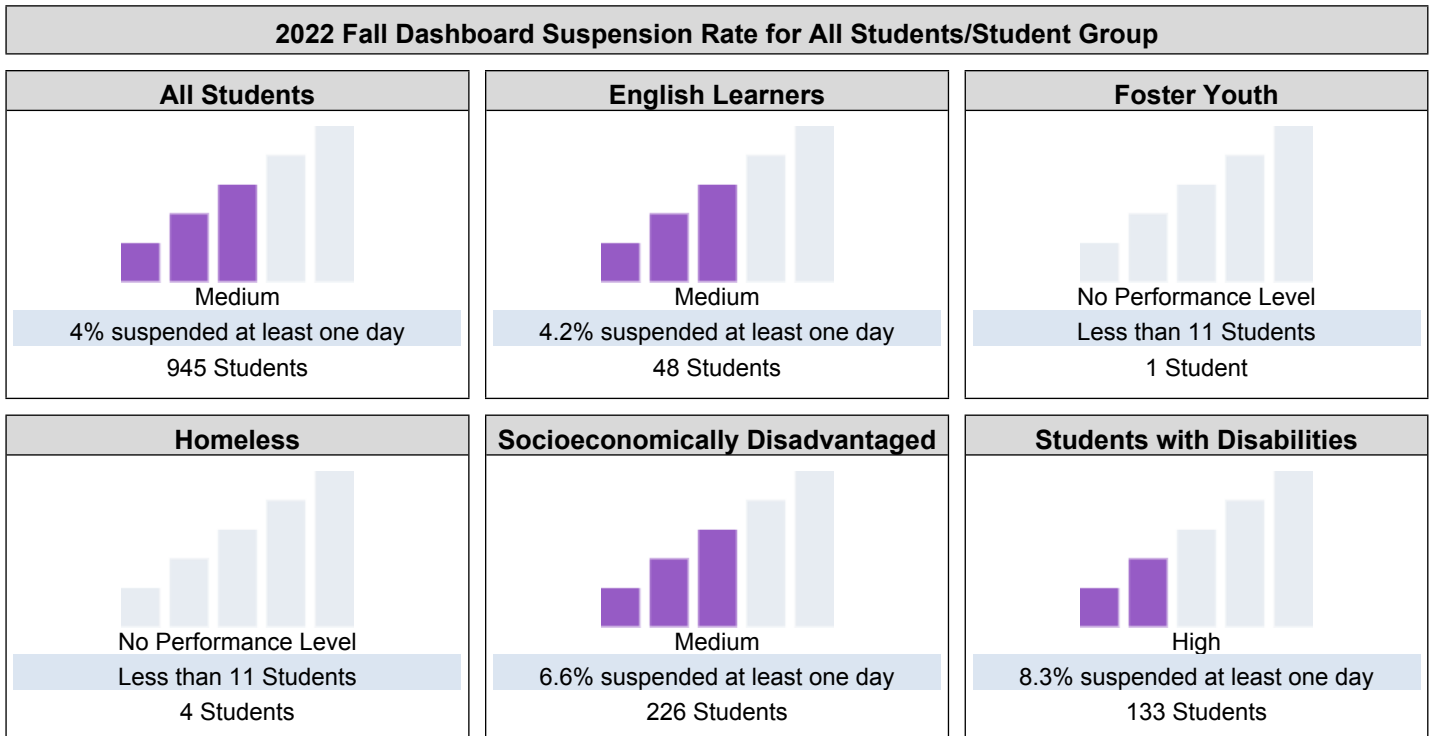 2022 Fall Dashboard Suspension Rate for All Students/Student Group
All Students
Medium
4% suspended at least one day
945 Students
English Learners
Medium
4.2% suspended at least one day
48 Students
Foster Youth
No Performance Level
Less than 11 Students
1 Student
Homeless
No Performance Level
Less than 11 Students
4 Students
Socioeconomically Disadvantaged
Medium
6.6% suspended at least one day
226 Students
Students with Disabilities
High
8.3% suspended at least one day
133 Students